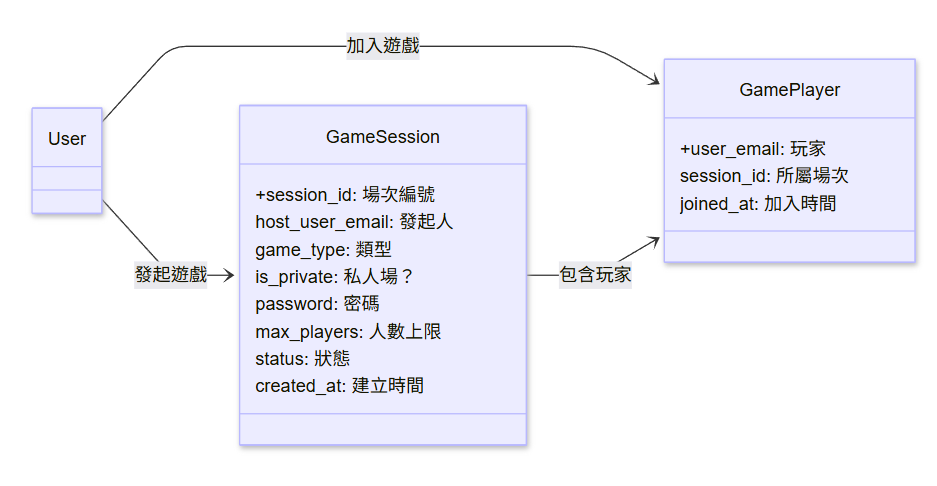 加入遊戲
User
發起遊戲
GameSession
+session_id: 場次編號
host_user_email: 發起人
game_type: 類型
is_private: 私人場？
password: 密碼
max_players: 人數上限
status: 狀態
created_at: 建立時間
包含玩家
GamePlayer
+user_email: 玩家
session_id: 所屬場次
joined_at: 加入時間